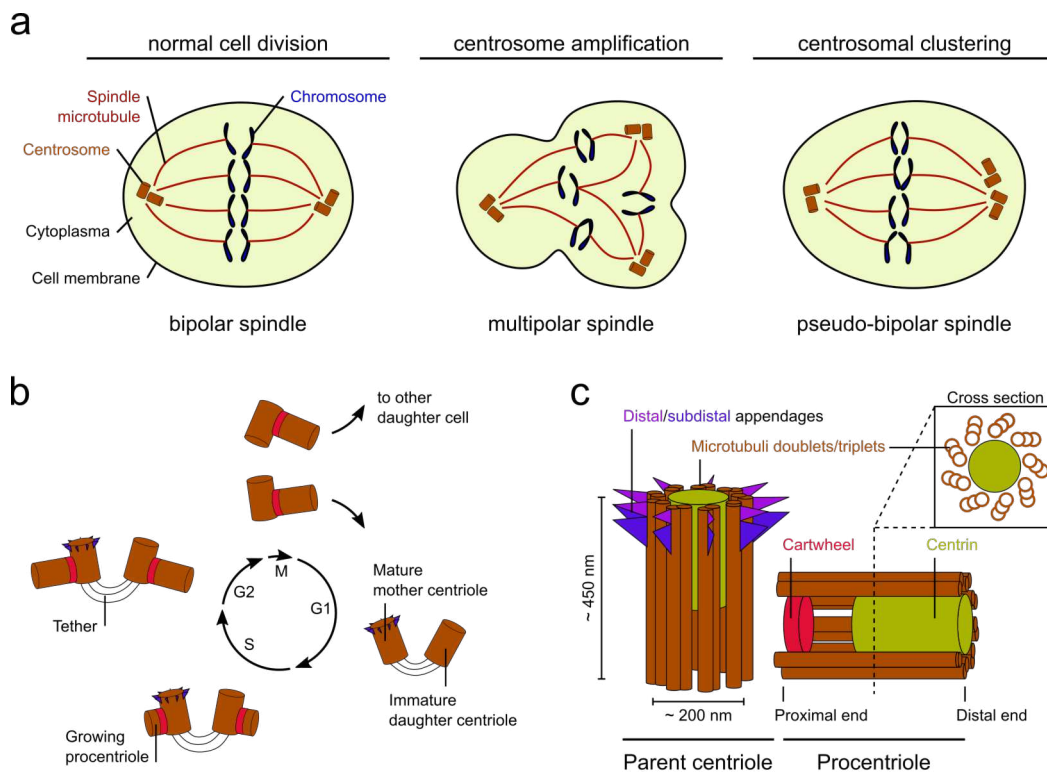 a
normal cell division
centrosome amplification
centrosomal clustering
Spindle
microtubule
Chromosome
Centrosome
Cytoplasma
Cell membrane
bipolar spindle
multipolar spindle
pseudo-bipolar spindle
b
to other
daughter cell
Tether
G2
M
G1
S
Mature
mother centriole
Immature
daughter centriole
Growing
procentriole
c
Cross section
Distal/subdistal appendages
Microtubuli doublets/triplets
Cartwheel
Centrin
~ 450 nm
~ 200 nm
Proximal end
Distal end
Parent centriole
Procentriole